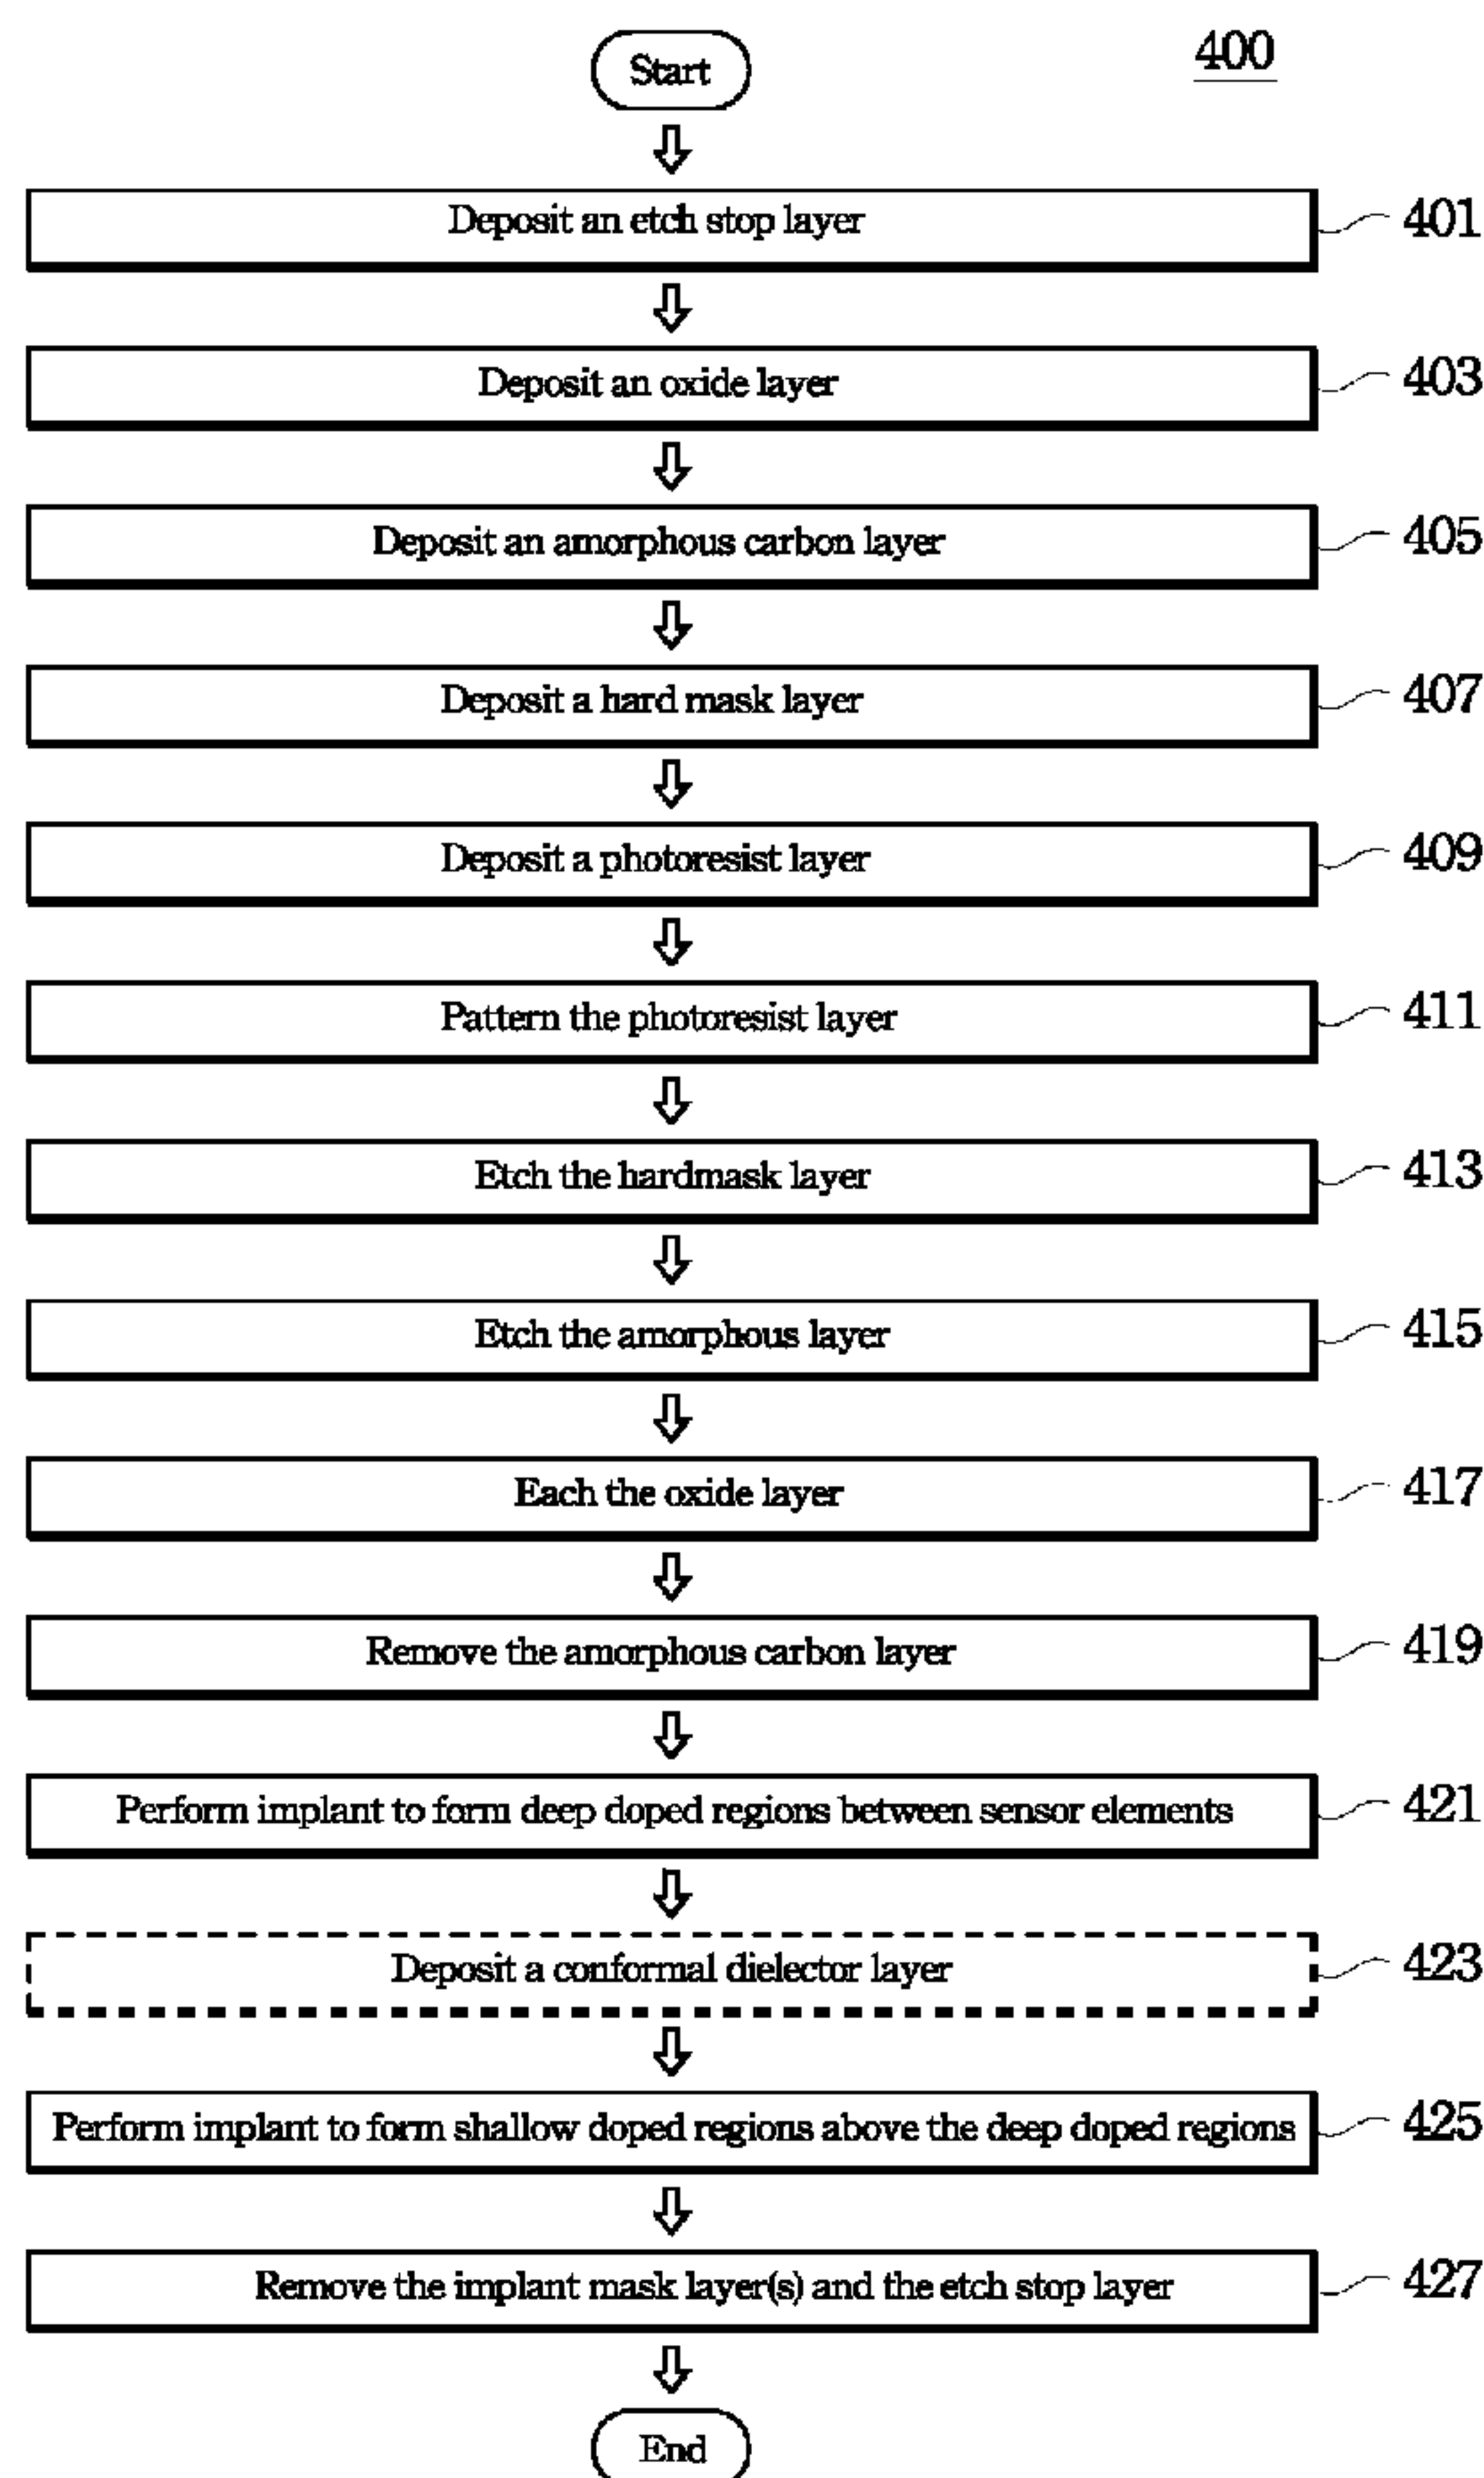 400
Start
Deposit an etch stop layer 401
Deposit an oxide layer 403
Deposit an amorphous carbon layer 405
Deposit a hard mask layer 407
Deposit a photoresist layer 409
Pattern the photoresist layer 411
Etch the hardmask layer 413
Etch the amorphous layer 415
Each the oxide layer 417
Remove the amorphous carbon layer 419
Perform implant to form deep doped regions between sensor elements 421
Deposit a conformal dielector layer 423
Perform implant to form shallow doped regions above the deep doped regions 425
Remove the implant mask layer(s) and the etch stop layer 427
End